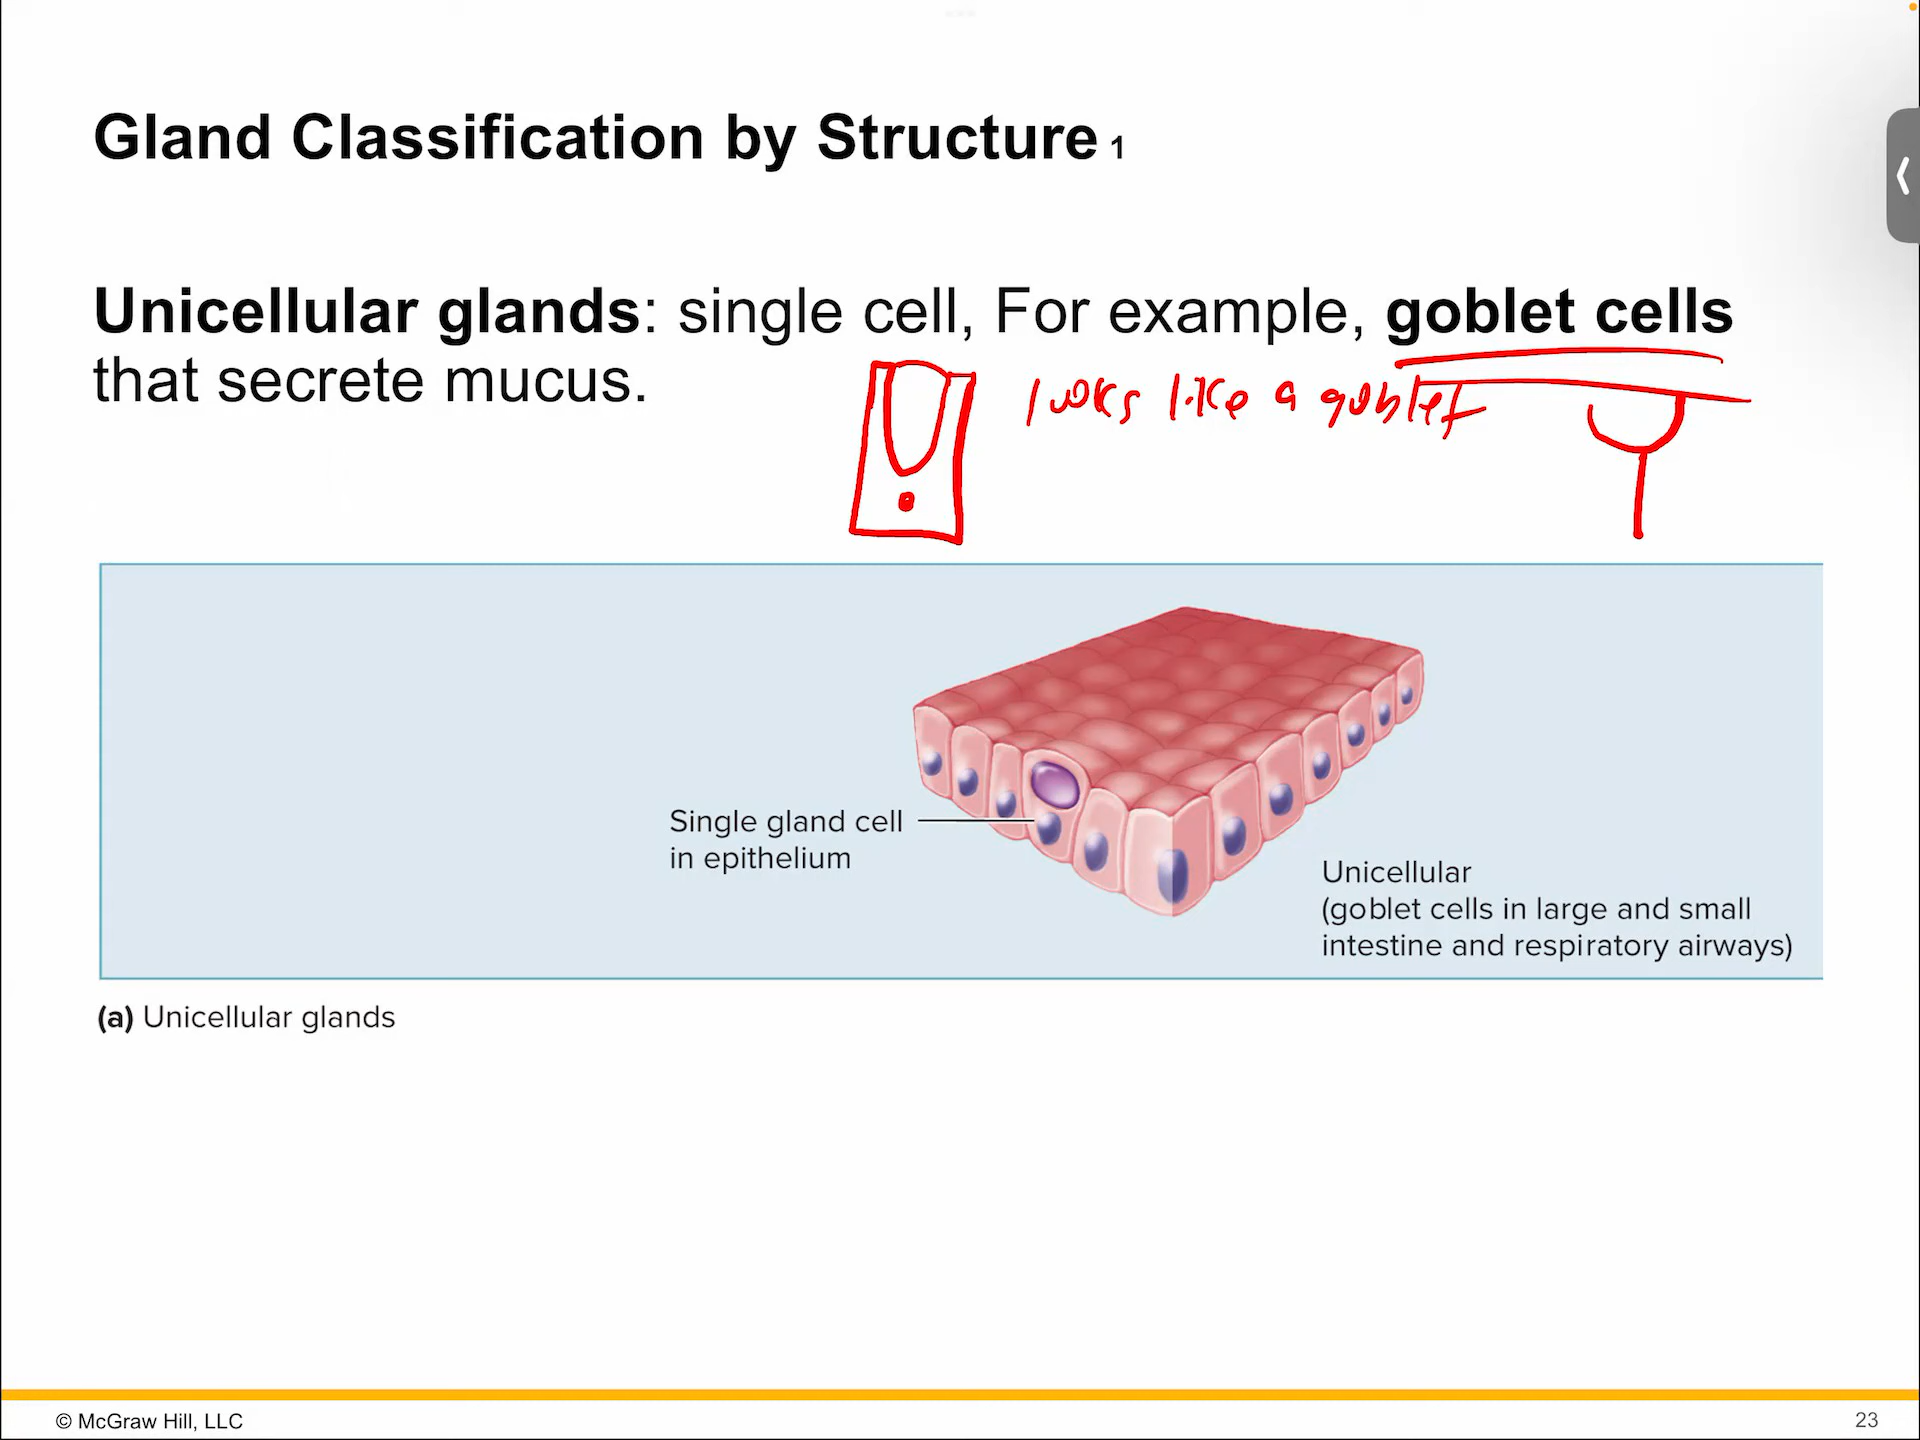 Gland Classification by Structure 1
Unicellular glands: single cell, For example, goblet cells
that secrete mucus.
looks like a goblet
Single gland cell
in epithelium
Unicellular
(goblet cells in large and small
intestine and respiratory airways)
(a) Unicellular glands
© McGraw Hill, LLC
23